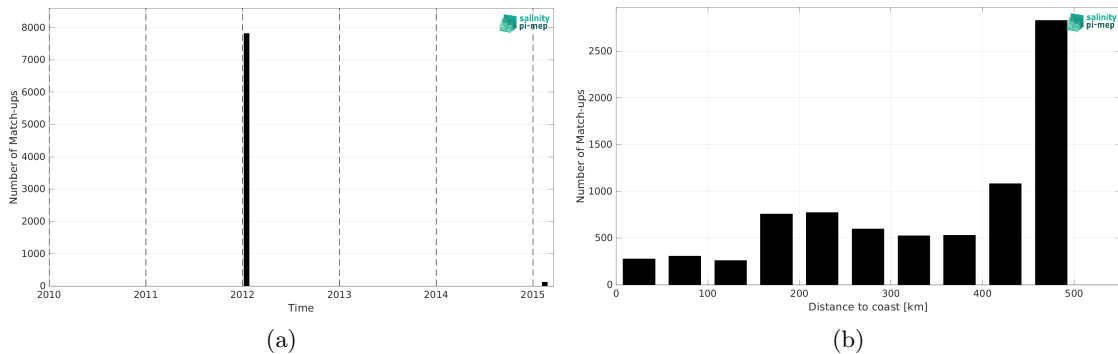 salinity
pi-mep
Number of Match-ups
8000
7000
6000
5000
4000
3000
2000
1000
0
2010 2011 2012 2013 2014 2015
Time
(a)
salinity
pi-mep
Number of Match-ups
2500
2000
1500
1000
500
0
0 100 200 300 400 500
Distance to coast [km]
(b)